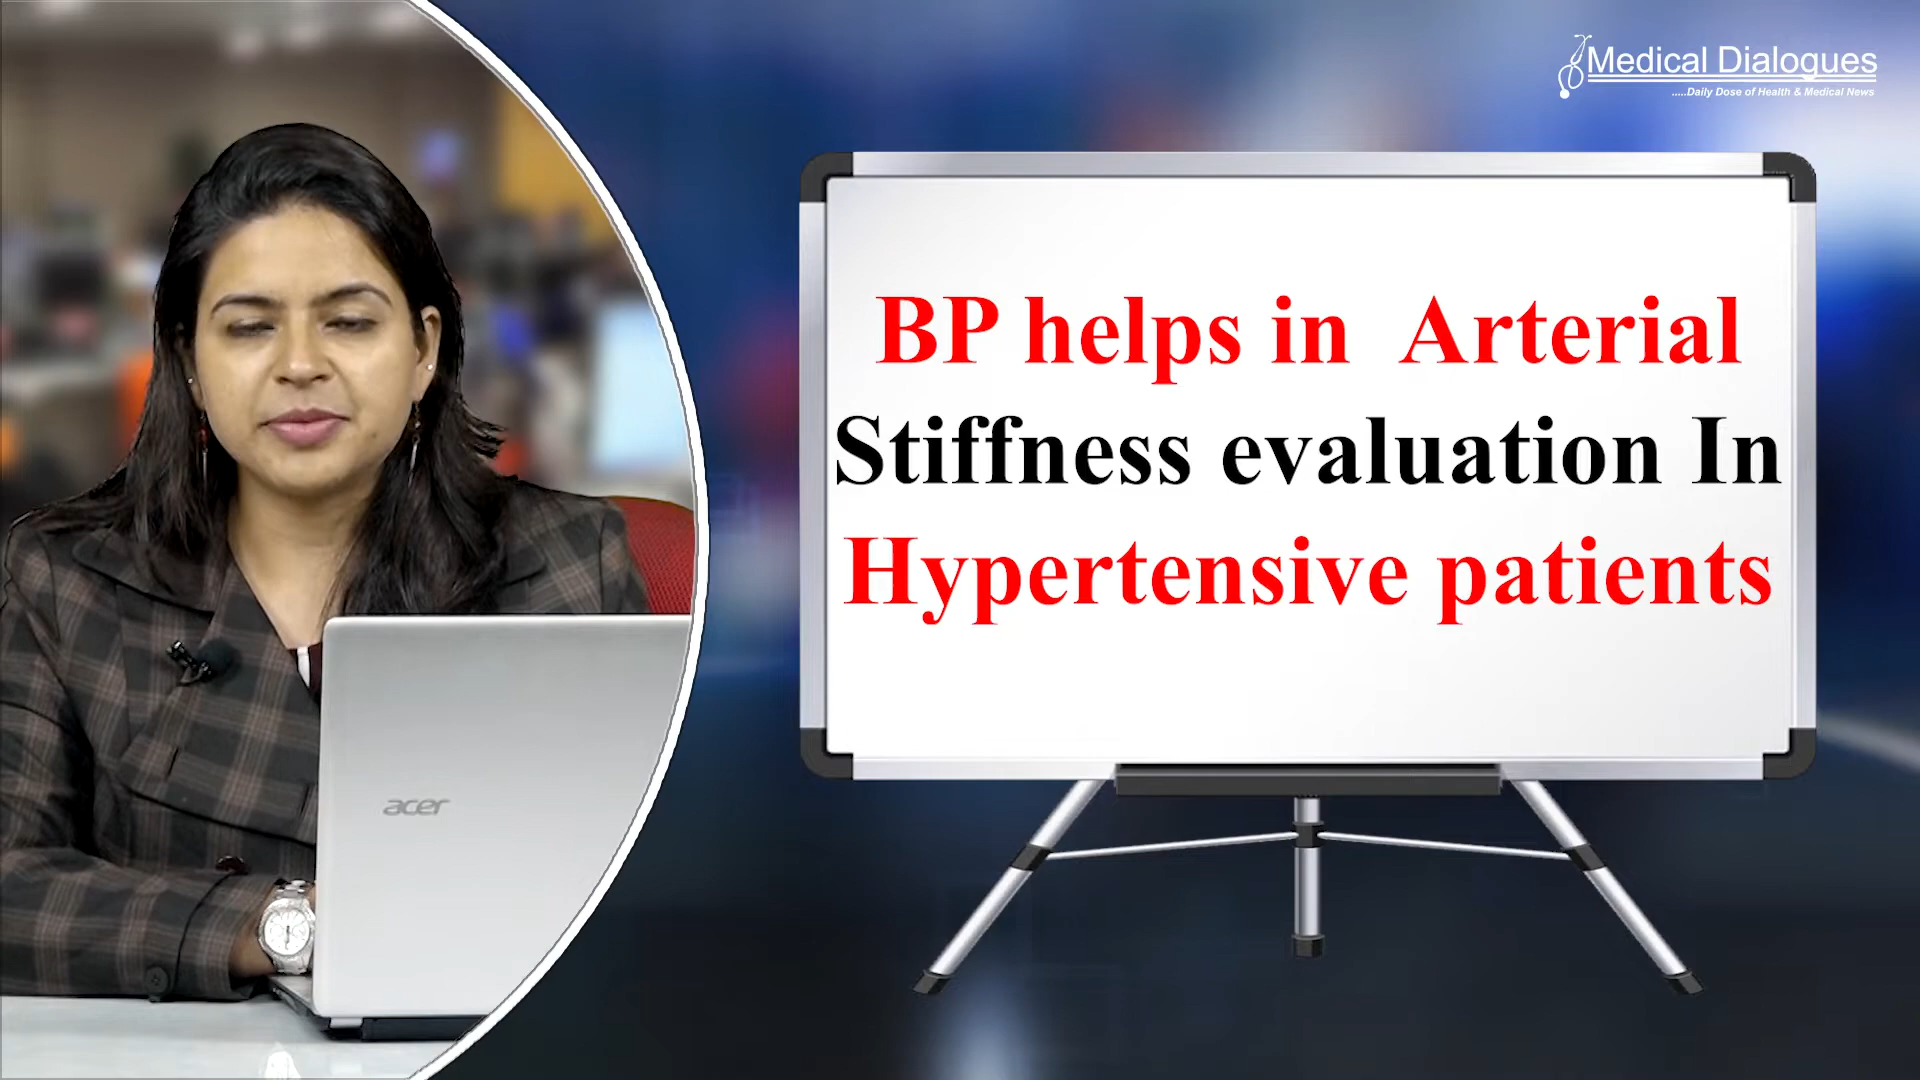 Medical Dialogues
.....Daily Dose of Health & Medical News
BP helps in  Arterial
Stiffness evaluation In
Hypertensive patients
acer